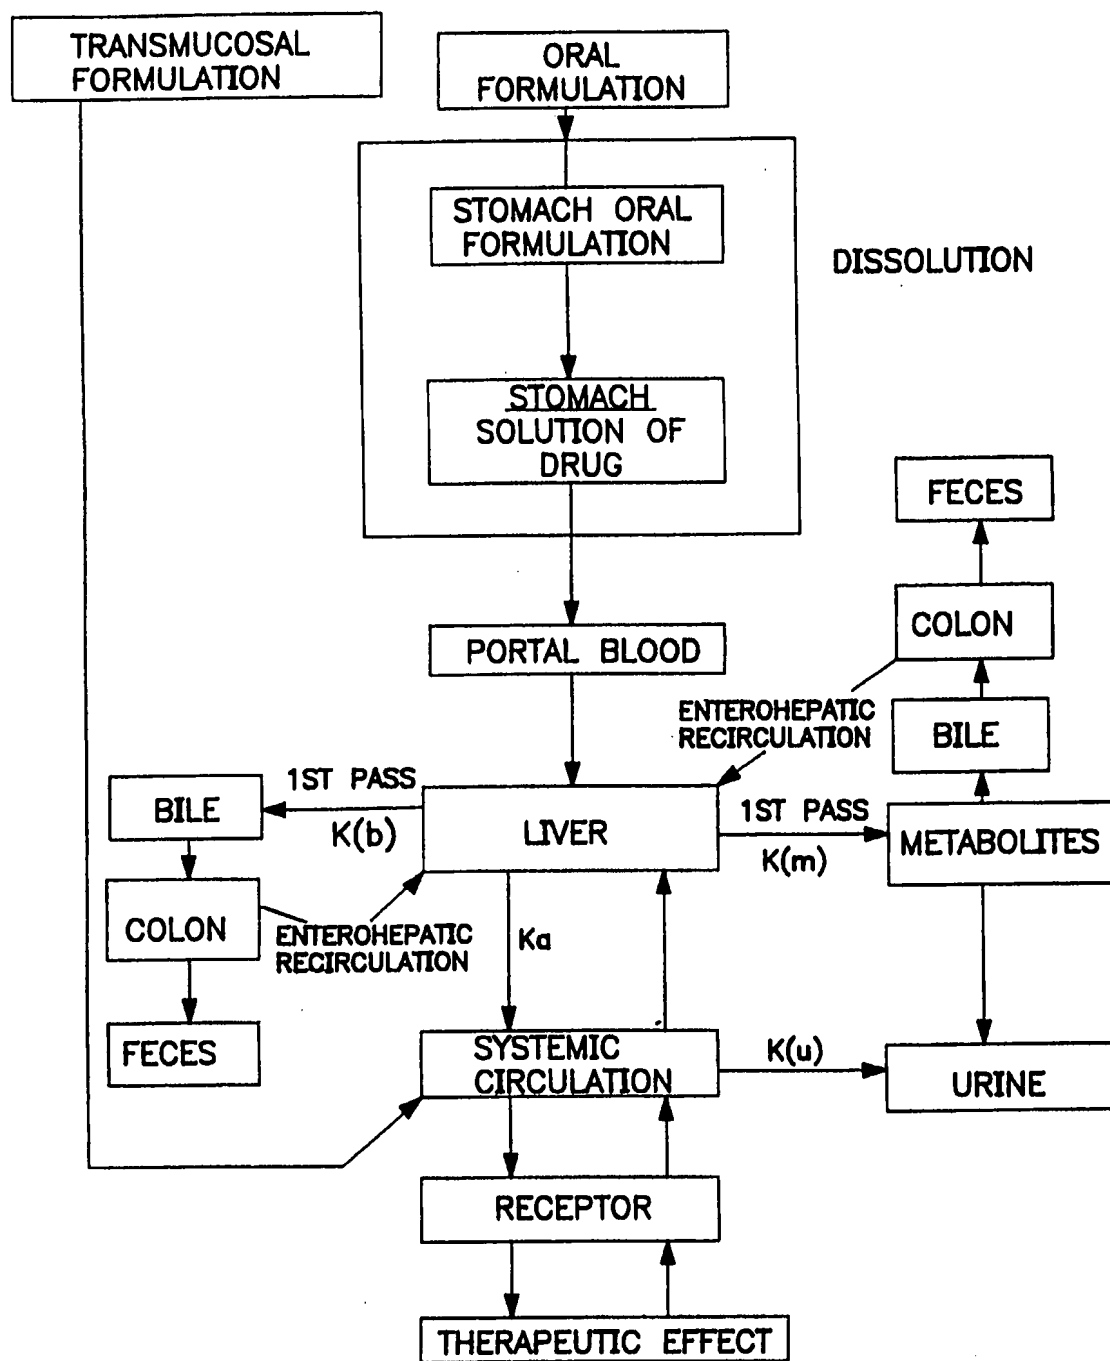 TRANSMUCOSAL
FORMULATION
ORAL
FORMULATION
STOMACH ORAL
FORMULATION
DISSOLUTION
STOMACH
SOLUTION OF
DRUG
FECES
COLON
PORTAL BLOOD
ENTEROHEPATIC
RECIRCULATION
BILE
1ST PASS
BILE
K(b)
LIVER
1ST PASS
K(m)
METABOLITES
COLON
ENTEROHEPATIC
RECIRCULATION
Ka
FECES
SYSTEMIC
CIRCULATION
K(u)
URINE
RECEPTOR
THERAPEUTIC EFFECT